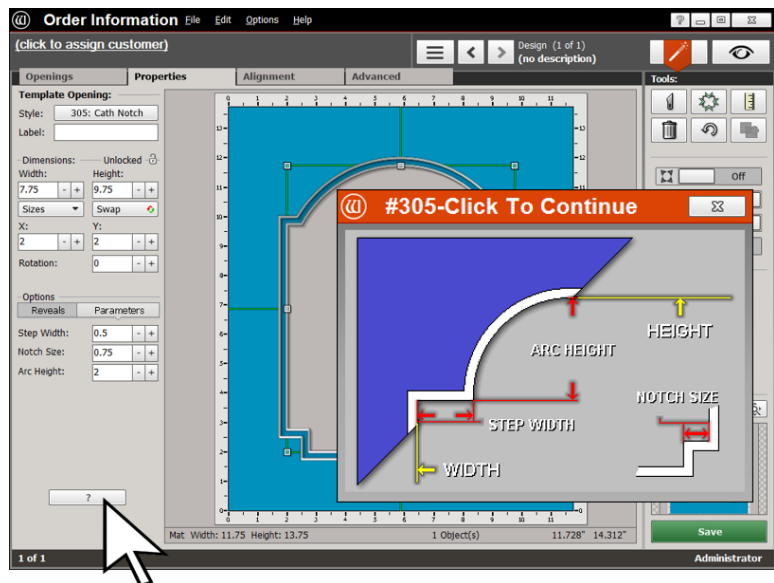 Order Information File Edit Options Help
(click to assign customer)
Design (1 of 1)
(no description)
Openings Properties Alignment Advanced
Tools:
Template Opening:
Style: 305: Cath Notch
Label:
Dimensions: Unlocked
Width: Height:
7.75 - + 9.75 - +
Sizes Swap
X: Y:
2 - + 2 - +
Rotation: 0 - +
Options
Reveals Parameters
Step Width: 0.5 - +
Notch Size: 0.75 - +
Arc Height: 2 - +
?
Off
#305-Click To Continue
HEIGHT
ARC HEIGHT
NOTCH SIZE
STEP WIDTH
WIDTH
Mat Width: 11.75 Height: 13.75 1 Object(s) 11.728" 14.312"
Save
1 of 1 Administrator